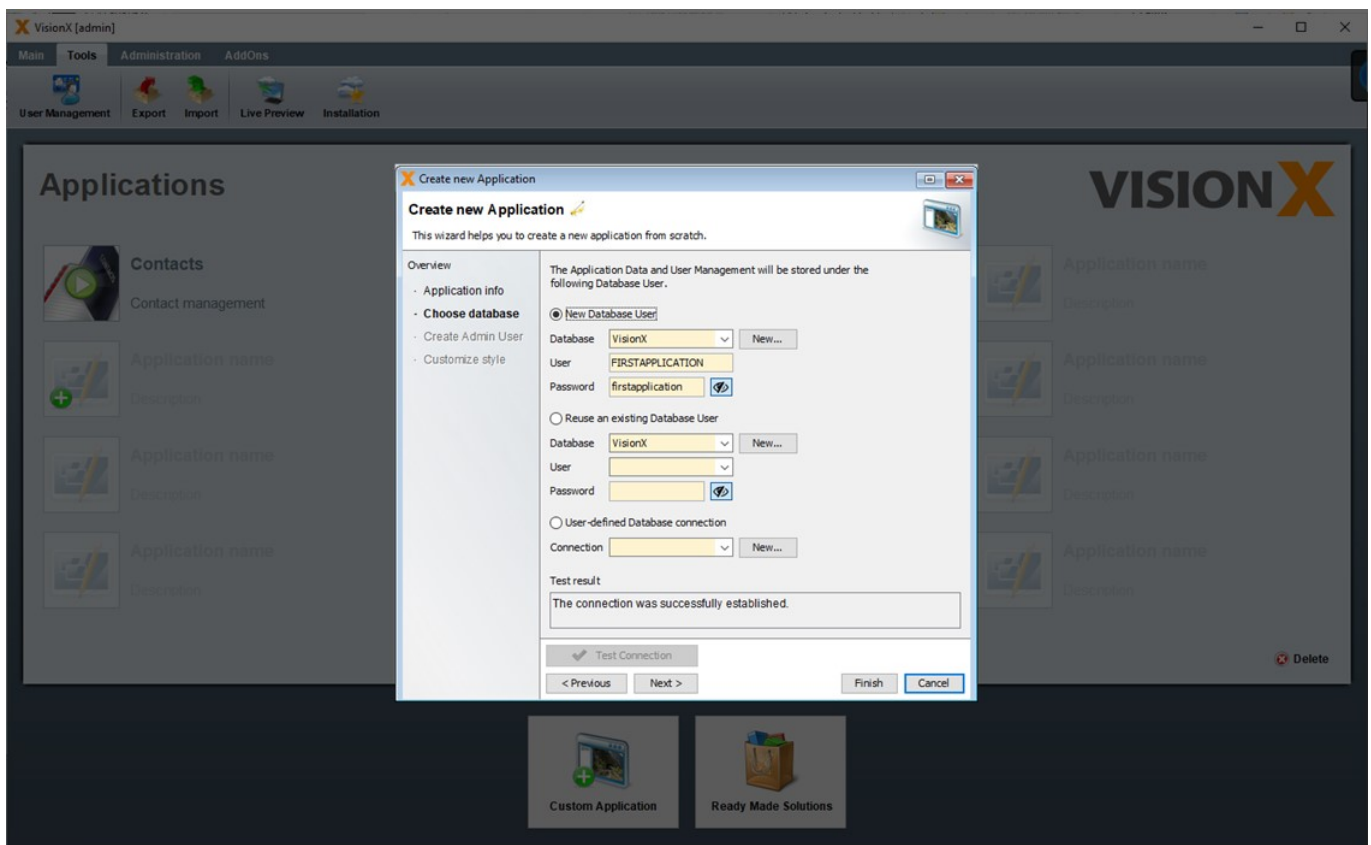 VisionX [admin]
Main Tools Administration AddOns
User Management Export Import Live Preview Installation
Applications
VISIONX
Contacts
Contact management
Application name
Description
Application name
Description
Application name
Description
Create new Application
Create new Application
This wizard helps you to create a new application from scratch.
Overview
· Application info
· Choose database
· Create Admin User
· Customize style
The Application Data and User Management will be stored under the
following Database User.
New Database User
Database VisionX New...
User FIRSTAPPLICATION
Password firstapplication
Reuse an existing Database User
Database VisionX New...
User
Password
User-defined Database connection
Connection New...
Test result
The connection was successfully established.
Test Connection
< Previous Next > Finish Cancel
Application name
Description
Application name
Description
Application name
Description
Application name
Description
Delete
Custom Application
Ready Made Solutions